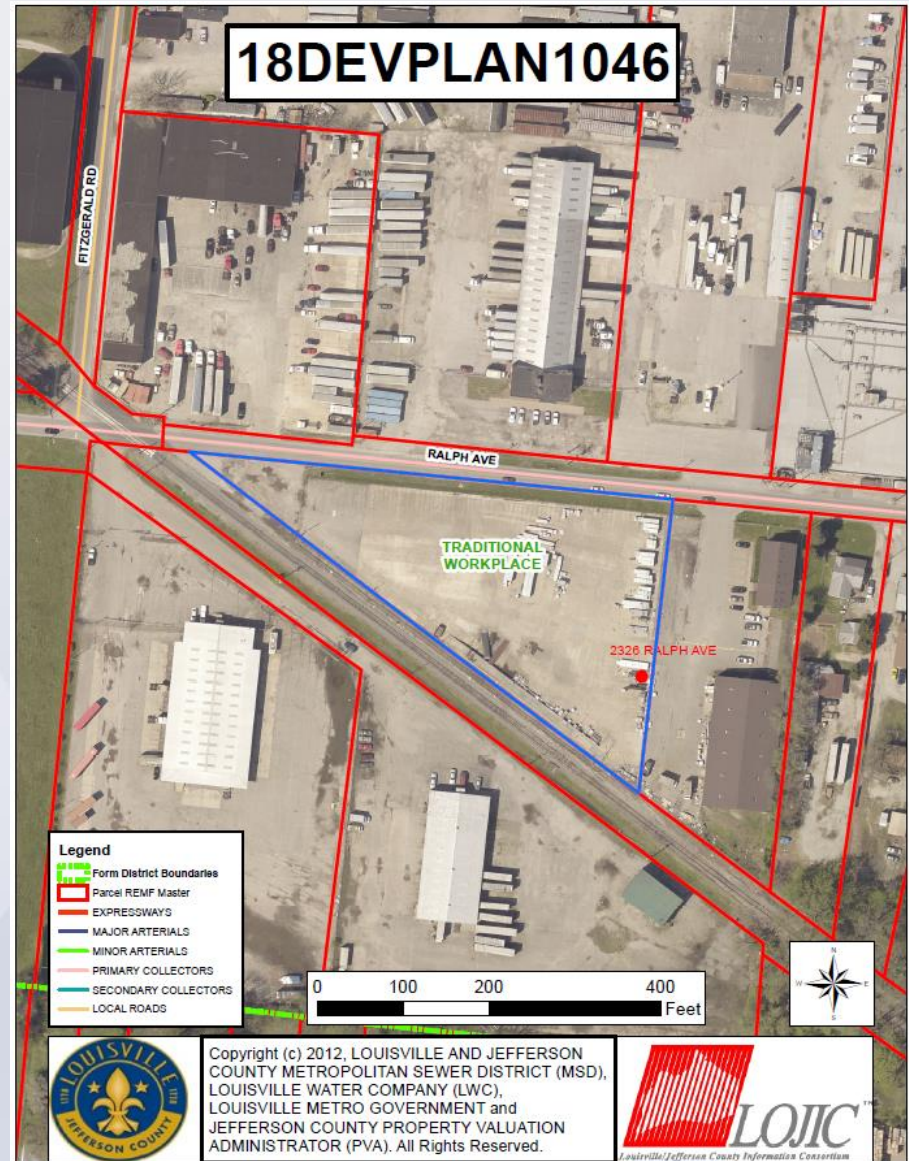 18DEVPLAN1046
FITZGERALD RD
RALPH AVE
TRADITIONAL
WORKPLACE
2326 RALPH AVE
Legend
Form District Boundaries
Parcel REMF Master
EXPRESSWAYS
MAJOR ARTERIALS
MINOR ARTERIALS
PRIMARY COLLECTORS
SECONDARY COLLECTORS
LOCAL ROADS
0 100 200 400
Feet
N
W E
S
LOUISVILLE
1778 1778
JEFFERSON COUNTY
Copyright (c) 2012, LOUISVILLE AND JEFFERSON
COUNTY METROPOLITAN SEWER DISTRICT (MSD),
LOUISVILLE WATER COMPANY (LWC),
LOUISVILLE METRO GOVERNMENT and
JEFFERSON COUNTY PROPERTY VALUATION
ADMINISTRATOR (PVA). All Rights Reserved.
LOJIC™
Louisville/Jefferson County Information Consortium